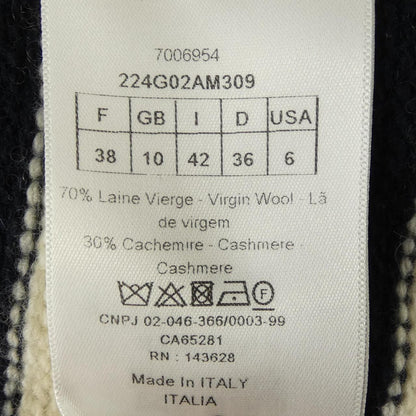 7006954
224G02AM309
F GB I D USA
38 10 42 36 6
70% Laine Vierge - Virgin Wool - Lã
de virgem
30% Cachemire - Cashmere -
Cashmere
F
CNPJ 02-046-366/0003-99
CA65281
RN : 143628
Made In ITALY
ITALIA